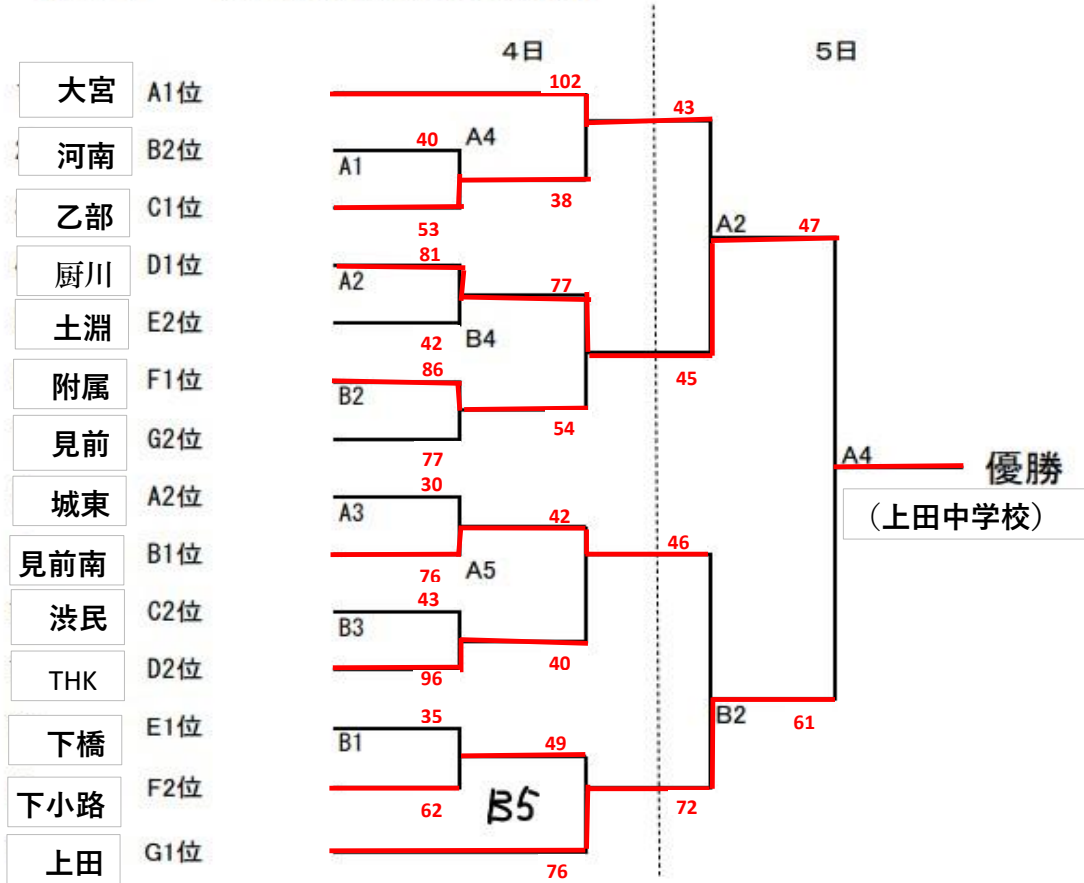 4日 5日
大宮 A1位 102 43
河南 B2位 40 A4
A1
乙部 C1位 38
53
A2 47
厨川 D1位 81
A2 77
土淵 E2位 42 B4
附属 F1位 86 45
B2 54
見前 G2位
77
A4 優勝
城東 A2位 30
A3 42 (上田中学校)
見前南 B1位 46
76 A5
渋民 C2位 43
B3 40
THK D2位 96
下橋 E1位 35
B1 49 B2 61
下小路 F2位 62 B5 72
上田 G1位
76